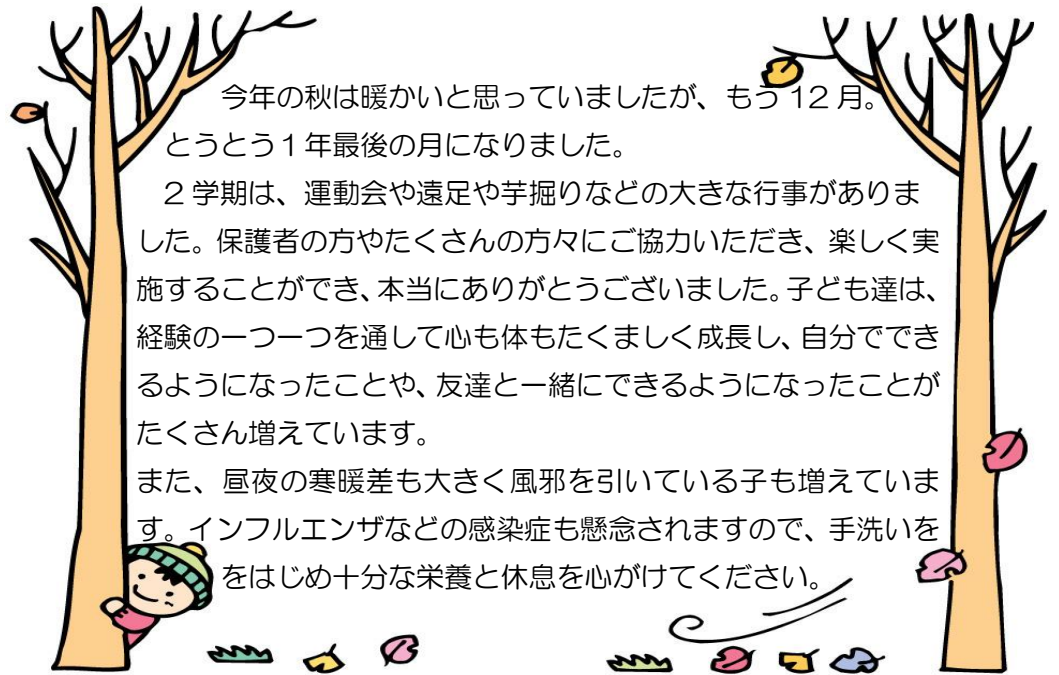 今年の秋は暖かいと思っていましたが、もう 12 月。
とうとう１年最後の月になりました。
２学期は、運動会や遠足や芋掘りなどの大きな行事がありま
した。保護者の方やたくさんの方々にご協力いただき、楽しく実
施することができ、本当にありがとうございました。子ども達は、
経験の一つ一つを通して心も体もたくましく成長し、自分ででき
るようになったことや、友達と一緒にできるようになったことが
たくさん増えています。
また、昼夜の寒暖差も大きく風邪を引いている子も増えていま
す。インフルエンザなどの感染症も懸念されますので、手洗いを
をはじめ十分な栄養と休息を心がけてください。